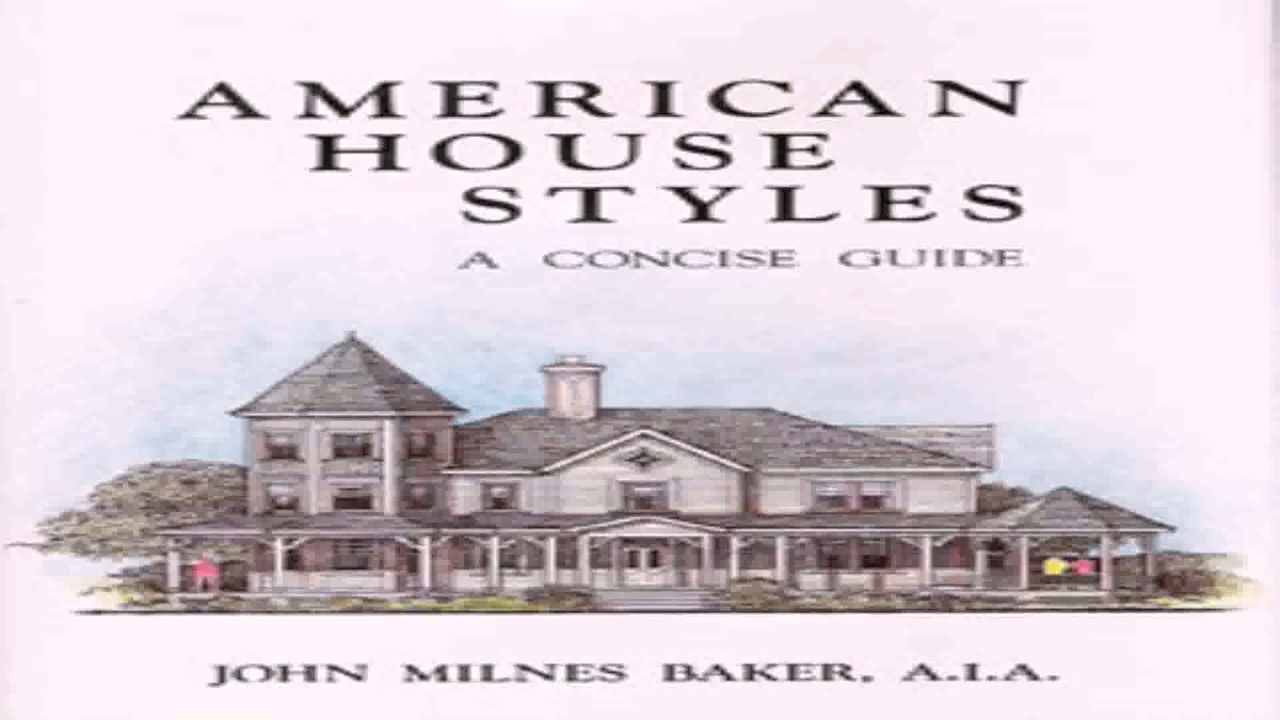 AMERICAN
HOUSE
STYLES
A CONCISE GUIDE
JOHN MILNES BAKER, A.I.A.